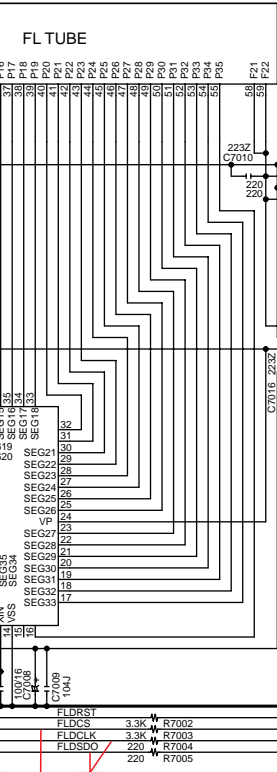 FL TUBE
P16 P17 P18 P19 P20 P21 P22 P23 P24 P25 P26 P27 P28 P29 P30 P31 P32 P33 P34 P35 F21 F22
37 38 39 40 41 42 43 44 45 46 47 48 49 50 51 52 53 54 55 58 59
223Z
C7010
220
220
C7016 223Z
35 34 33
SEG15 SEG16 SEG17 SEG18
32
31
SEG21 30
SEG22 29
SEG23 28
SEG24 27
SEG25 26
SEG26 25
VP 24
SEG27 23
SEG28 22
SEG29 21
SEG30 20
SEG31 19
SEG32 18
SEG33 17
SEG35 SEG34
XIN VSS
14 15 16
100/16
C7008
+
C7009
104J
FLDRST
FLDCS 3.3K R7002
FLDCLK 3.3K R7003
FLDSDO 220 R7004
220 R7005